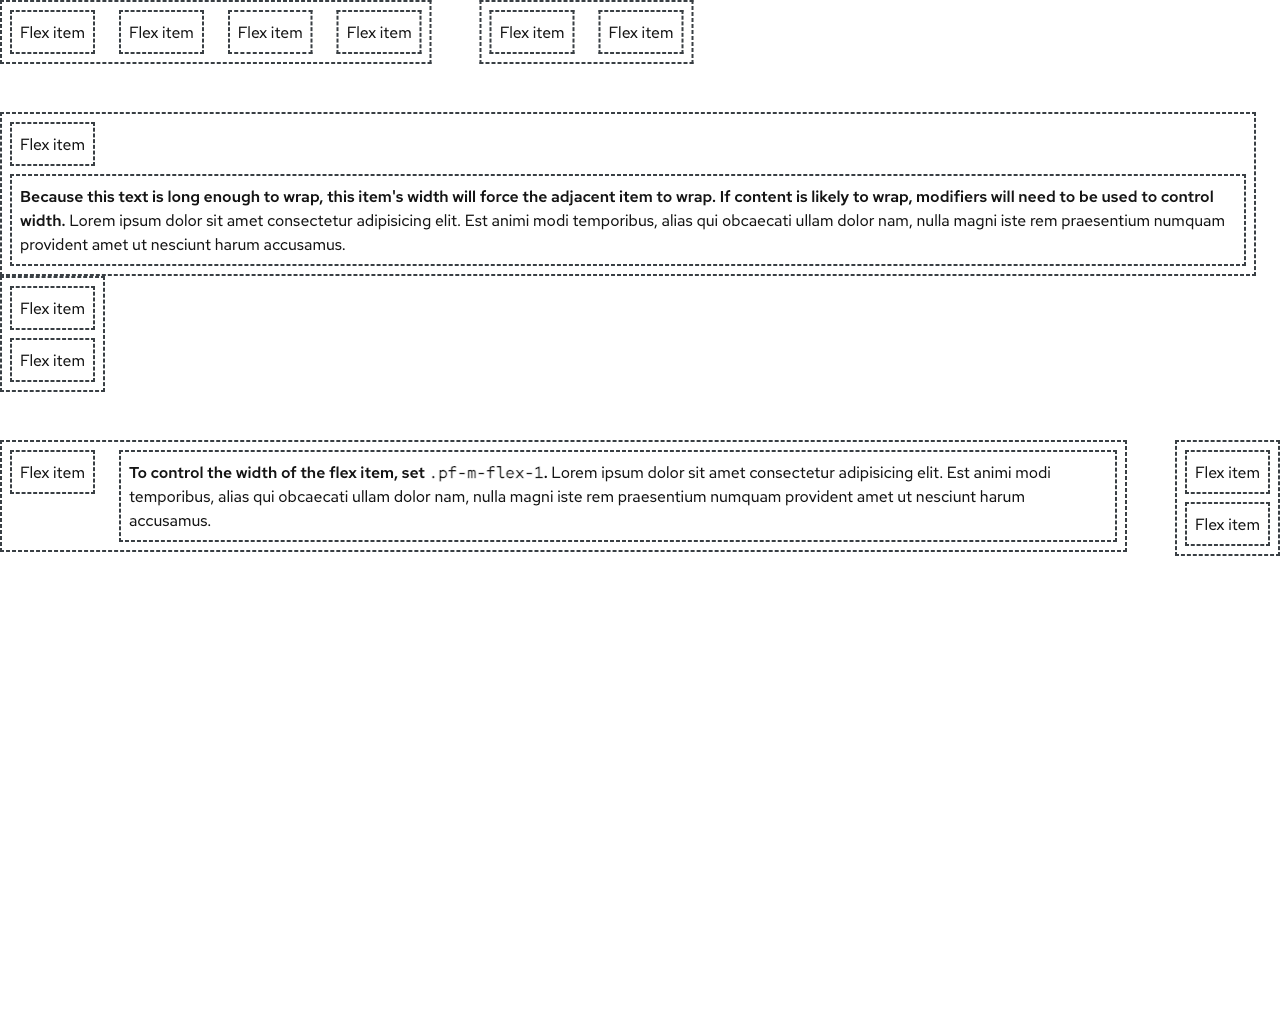 Flex item Flex item Flex item Flex item Flex item Flex item
Flex item
Because this text is long enough to wrap, this item's width will force the adjacent item to wrap. If content is likely to wrap, modifiers will need to be used to control
width. Lorem ipsum dolor sit amet consectetur adipisicing elit. Est animi modi temporibus, alias qui obcaecati ullam dolor nam, nulla magni iste rem praesentium numquam
provident amet ut nesciunt harum accusamus.
Flex item
Flex item
Flex item
To control the width of the flex item, set .pf-m-flex-1. Lorem ipsum dolor sit amet consectetur adipisicing elit. Est animi modi
temporibus, alias qui obcaecati ullam dolor nam, nulla magni iste rem praesentium numquam provident amet ut nesciunt harum
accusamus.
Flex item
Flex item